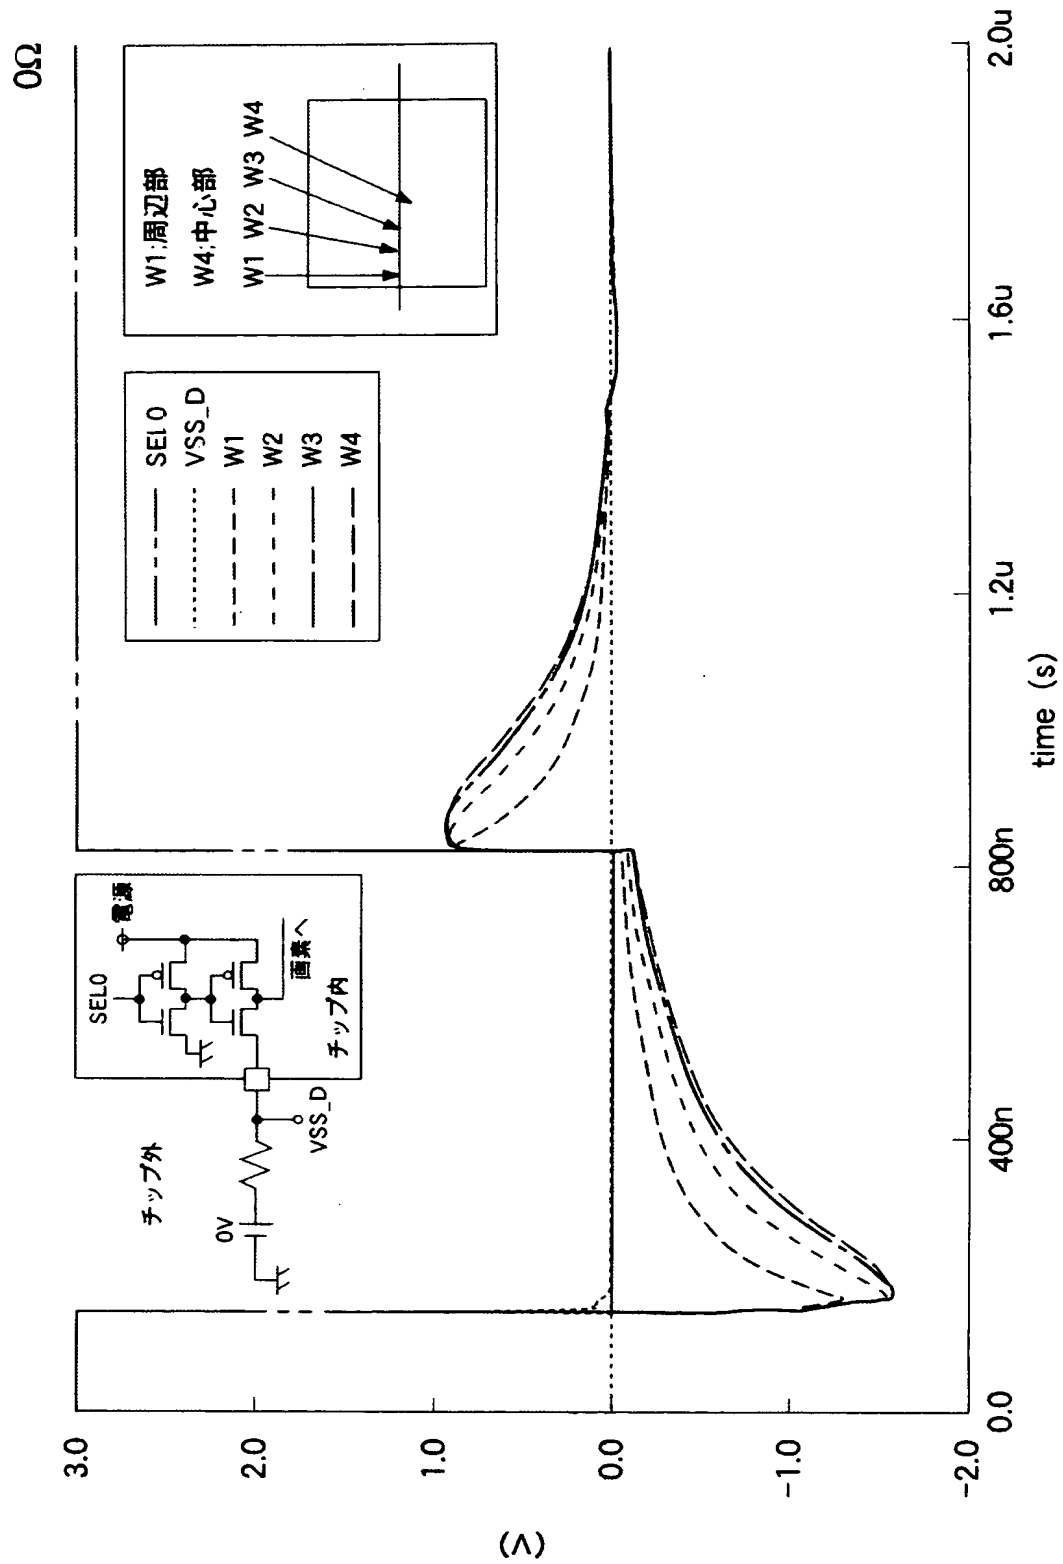 0Ω
SEL0
電源
画素へ
チップ内
チップ外
0V
VSS_D
SEL0
VSS_D
W1
W2
W3
W4
W1;周辺部
W4;中心部
W1 W2 W3 W4
(V)
3.0
2.0
1.0
0.0
-1.0
-2.0
0.0
400n
800n
1.2u
1.6u
2.0u
time (s)